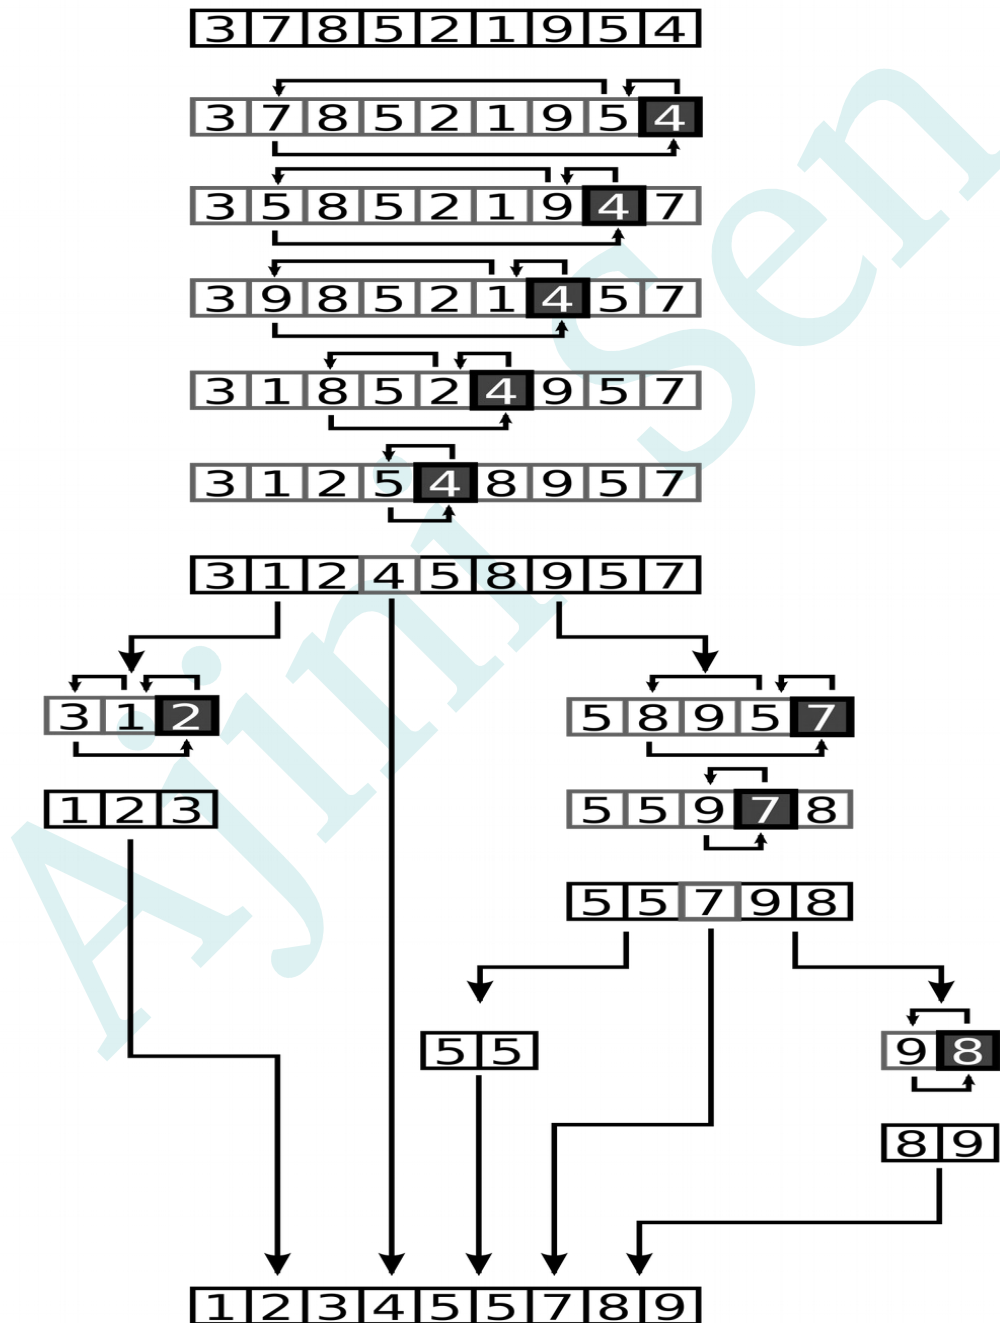 3 7 8 5 2 1 9 5 4
3 7 8 5 2 1 9 5 4
3 5 8 5 2 1 9 4 7
3 9 8 5 2 1 4 5 7
3 1 8 5 2 4 9 5 7
3 1 2 5 4 8 9 5 7
3 1 2 4 5 8 9 5 7
3 1 2
5 8 9 5 7
1 2 3
5 5 9 7 8
5 5 7 9 8
5 5
9 8
8 9
1 2 3 4 5 5 7 8 9
Ajini Sen